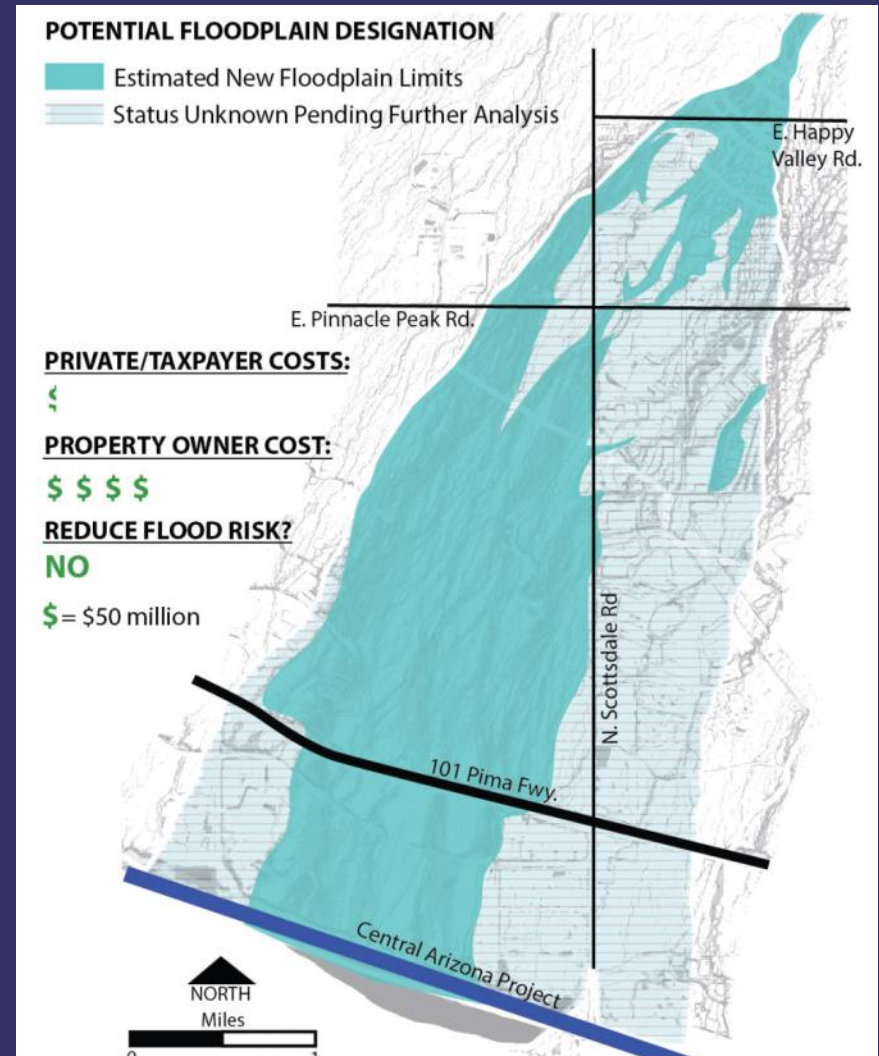 POTENTIAL FLOODPLAIN DESIGNATION
Estimated New Floodplain Limits
Status Unknown Pending Further Analysis
E. Happy
Valley Rd.
E. Pinnacle Peak Rd.
PRIVATE/TAXPAYER COSTS:
$
PROPERTY OWNER COST:
$ $ $ $
REDUCE FLOOD RISK?
NO
$ = $50 million
N. Scottsdale Rd
101 Pima Fwy.
Central Arizona Project
NORTH
Miles
0 1